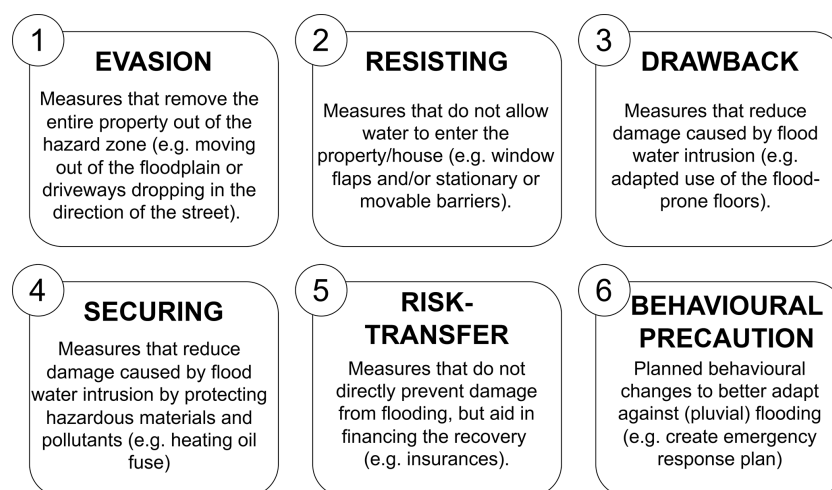 1
EVASION
Measures that remove the
entire property out of the
hazard zone (e.g. moving
out of the floodplain or
driveways dropping in the
direction of the street).
2
RESISTING
Measures that do not allow
water to enter the
property/house (e.g. window
flaps and/or stationary or
movable barriers).
3
DRAWBACK
Measures that reduce
damage caused by flood
water intrusion (e.g.
adapted use of the flood-
prone floors).
4
SECURING
Measures that reduce
damage caused by flood
water intrusion by protecting
hazardous materials and
pollutants (e.g. heating oil
fuse)
5
RISK-
TRANSFER
Measures that do not
directly prevent damage
from flooding, but aid in
financing the recovery
(e.g. insurances).
6
BEHAVIOURAL
PRECAUTION
Planned behavioural
changes to better adapt
against (pluvial) flooding
(e.g. create emergency
response plan)